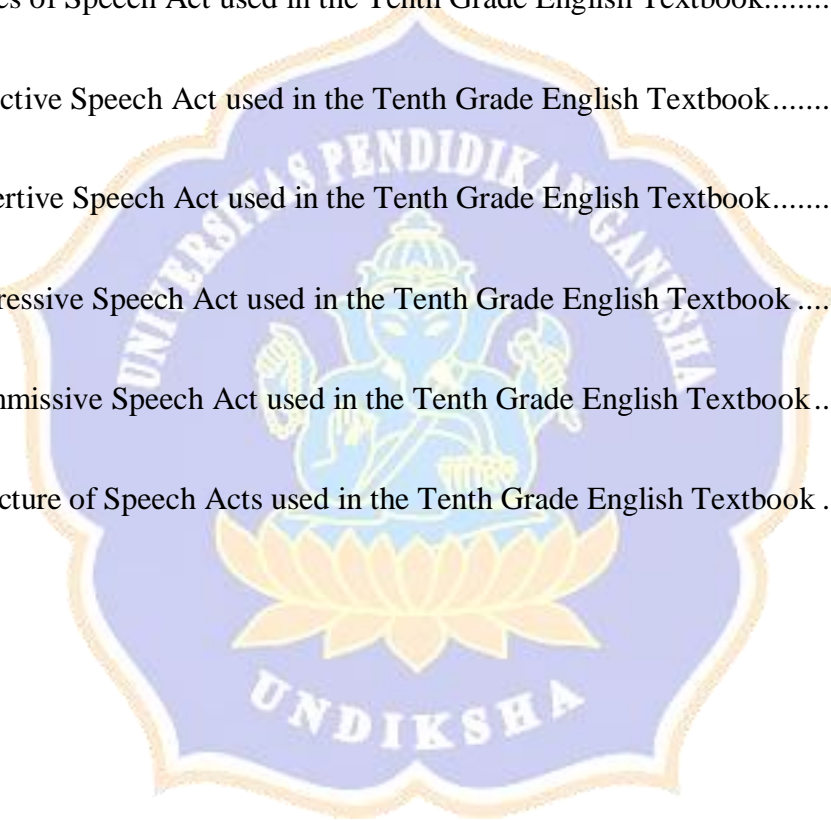 es of Speech Act used in the Tenth Grade English Textbook........
ctive Speech Act used in the Tenth Grade English Textbook.......
ertive Speech Act used in the Tenth Grade English Textbook.......
ressive Speech Act used in the Tenth Grade English Textbook ....
nmissive Speech Act used in the Tenth Grade English Textbook..
cture of Speech Acts used in the Tenth Grade English Textbook .
UNIVERSITAS PENDIDIKAN GANESHA
UNDIKSHA